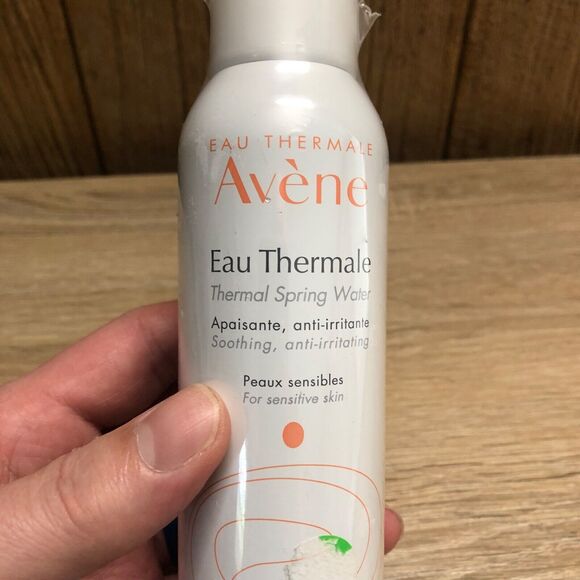 EAU THERMALE
Avène
Eau Thermale
Thermal Spring Water
Apaisante, anti-irritante
Soothing, anti-irritating
Peaux sensibles
For sensitive skin